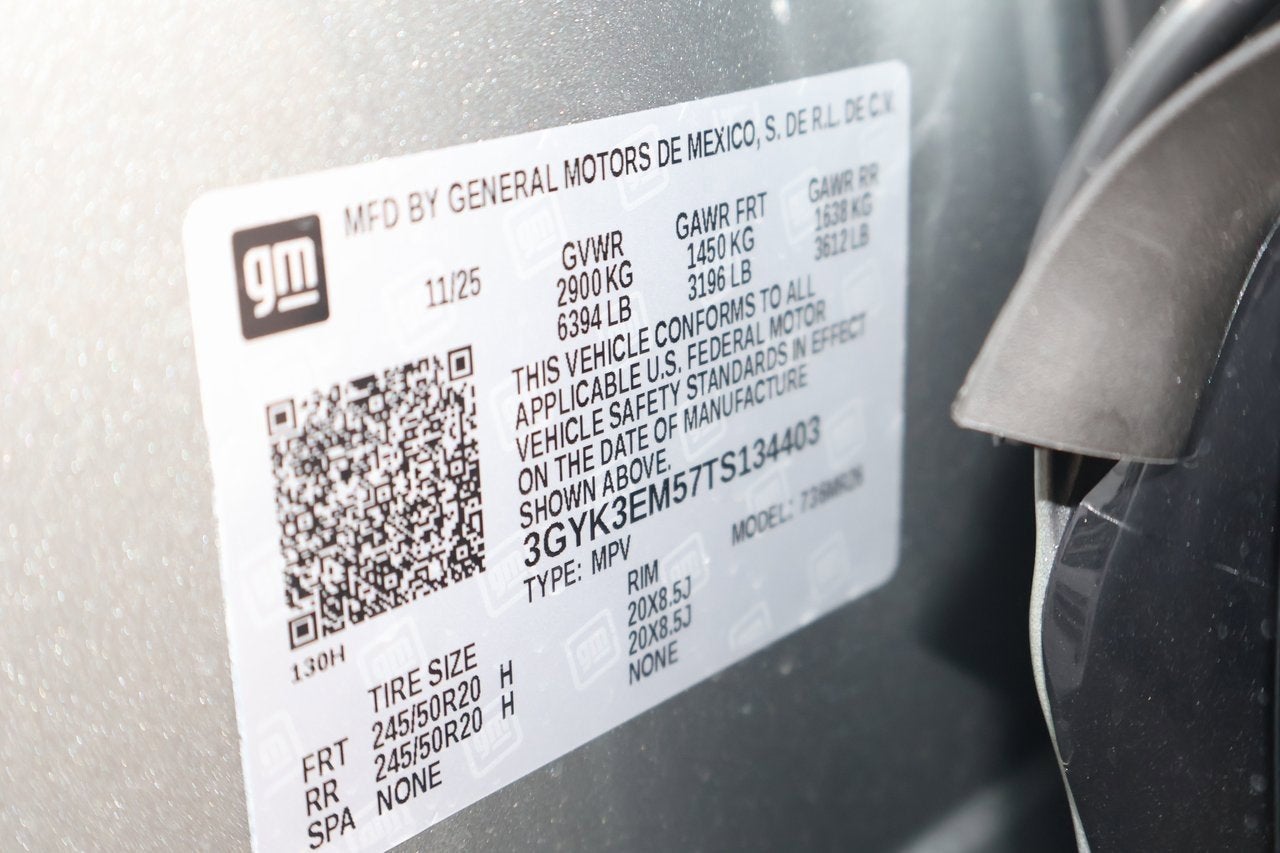 gm
MFD BY GENERAL MOTORS DE MEXICO, S. DE R.L. DE C.V.
11/25
GVWR
2900 KG
6394 LB
GAWR FRT
1450 KG
3196 LB
GAWR RR
1638 KG
3612 LB
THIS VEHICLE CONFORMS TO ALL
APPLICABLE U.S. FEDERAL MOTOR
VEHICLE SAFETY STANDARDS IN EFFECT
ON THE DATE OF MANUFACTURE
SHOWN ABOVE.
3GYK3EM57TS134403
TYPE: MPV
MODEL:
130H
TIRE SIZE
RIM
FRT 245/50R20 H 20X8.5J
RR 245/50R20 H 20X8.5J
SPA NONE NONE